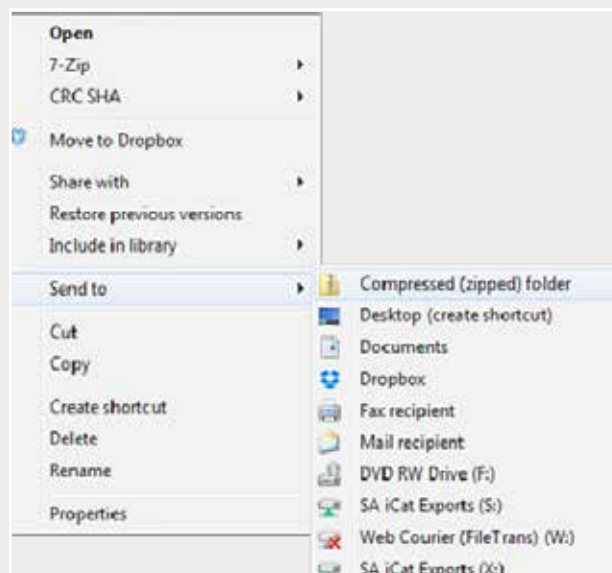 Open
7-Zip
CRC SHA
Move to Dropbox
Share with
Restore previous versions
Include in library
Send to
Cut
Copy
Create shortcut
Delete
Rename
Properties
Compressed (zipped) folder
Desktop (create shortcut)
Documents
Dropbox
Fax recipient
Mail recipient
DVD RW Drive (F:)
SA iCat Exports (S:)
Web Courier (FileTrans) (W:)
SA iCat Exports (X:)